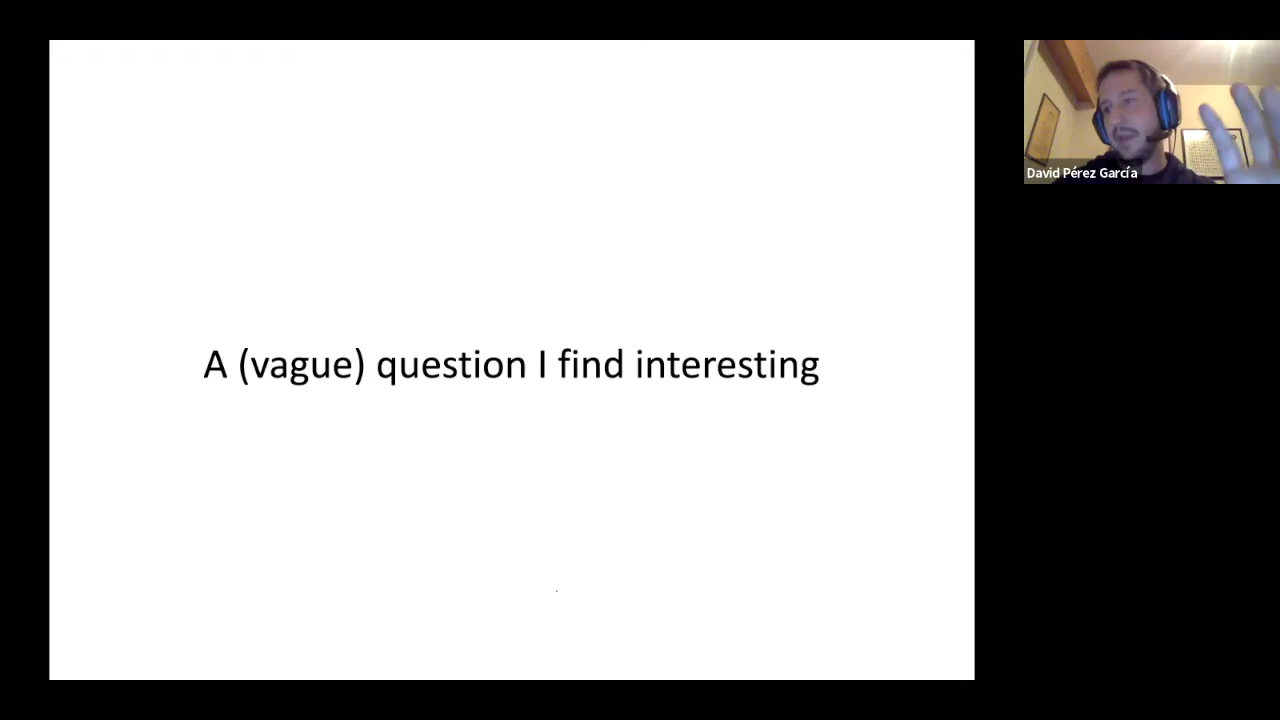 A (vague) question I find interesting
David Pérez García